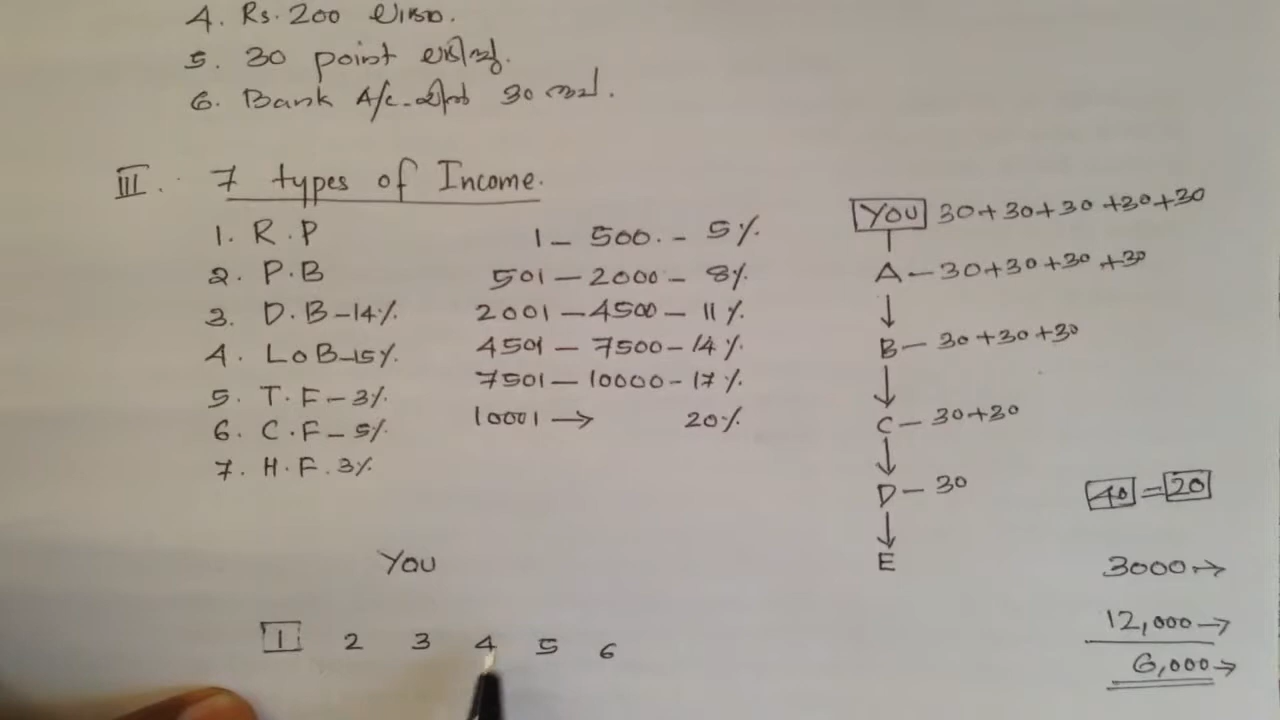 4. Rs. 200 ലാഭം.
5. 30 point ലഭിച്ചു.
6. Bank A/c-യിൽ 30 രൂപ.
III. 7 types of Income.
1. R.P
2. P.B
3. D.B-14%
4. LoB-15%
5. T.F-3%
6. C.F-5%
7. H.F.3%
1- 500.- 5%
501-2000- 8%
2001-4500- 11%
4501-7500-14%
7501-10000-17%
10001→ 20%
YOU 30+30+30+30+30
A-30+30+30+30
B-30+30+30
C-30+30
D-30
E
40=20
3000→
12,000→
6,000→
You
1 2 3 4 5 6